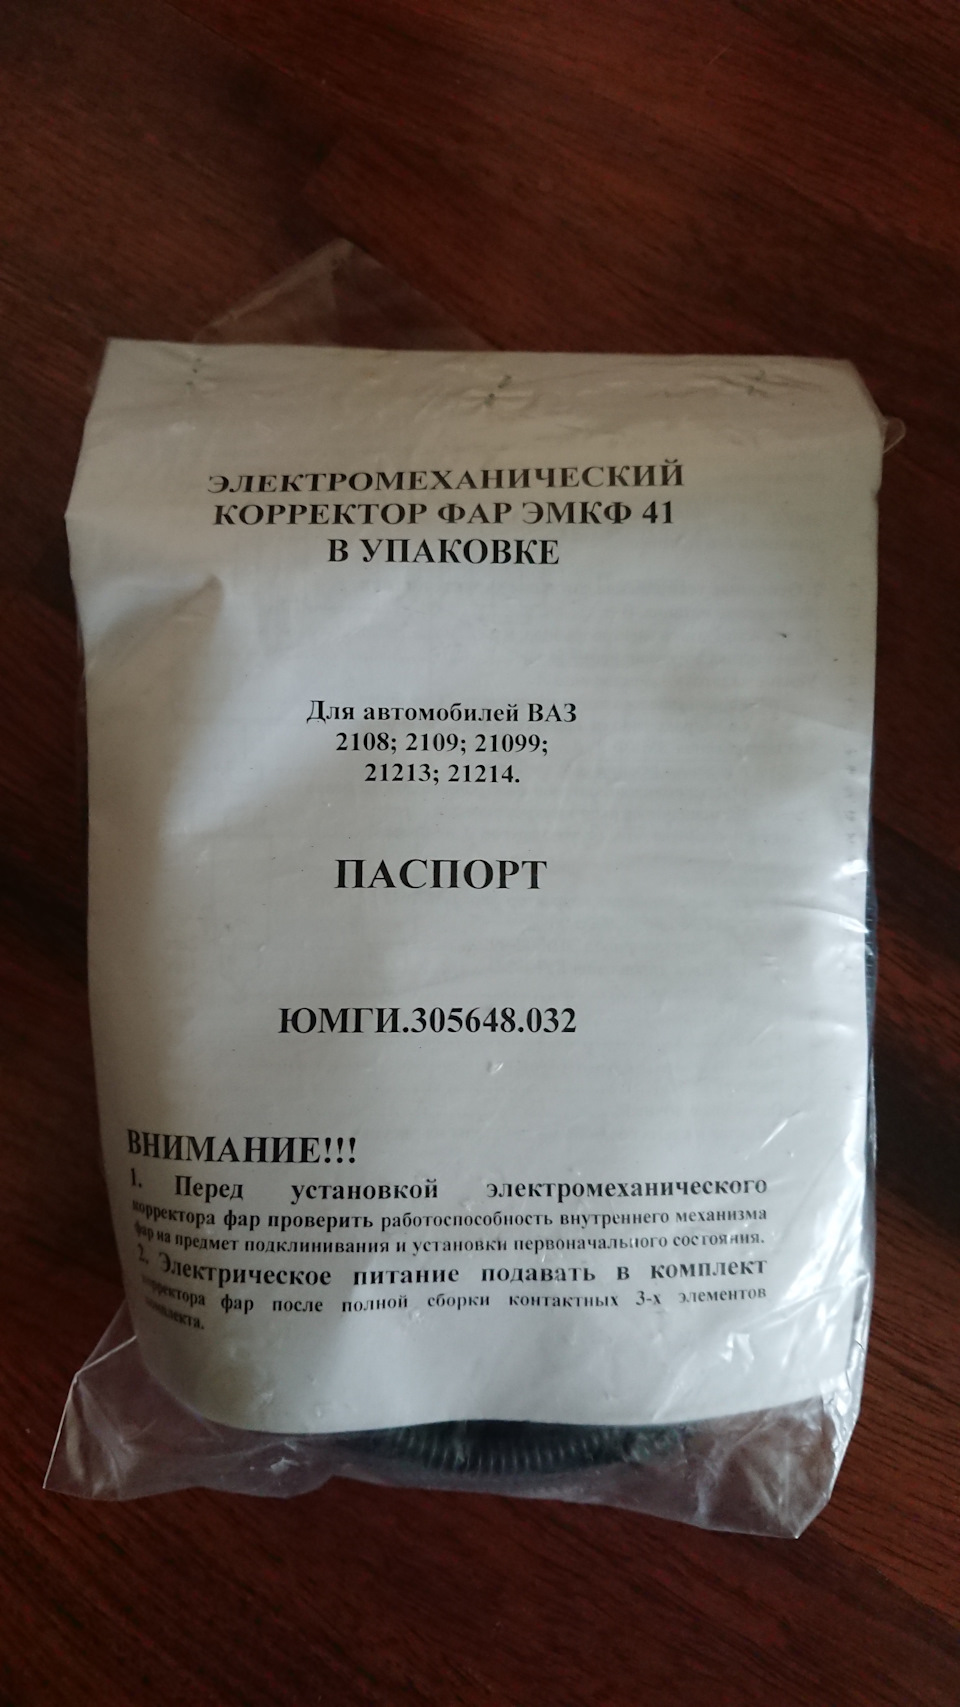 ЭЛЕКТРОМЕХАНИЧЕСКИЙ
КОРРЕКТОР ФАР ЭМКФ 41
В УПАКОВКЕ
Для автомобилей ВАЗ
2108; 2109; 21099;
21213; 21214.
ПАСПОРТ
ЮМГИ.305648.032
ВНИМАНИЕ!!!
1. Перед установкой электромеханического
корректора фар проверить работоспособность внутреннего механизма
фар на предмет подклинивания и установки первоначального состояния.
2. Электрическое питание подавать в комплект
корректора фар после полной сборки контактных 3-х элементов
комплекта.